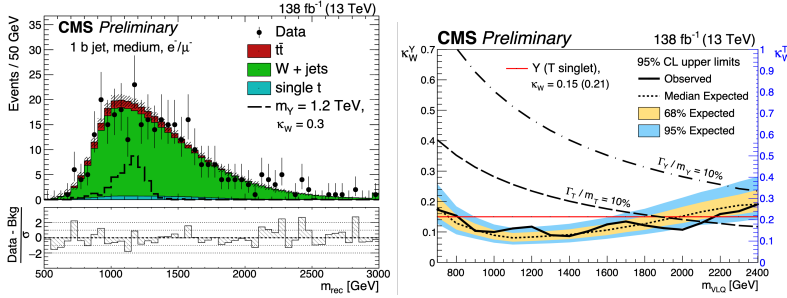 CMS Preliminary 138 fb⁻¹ (13 TeV)
1 b jet, medium, e⁻/μ⁻
Data
tt̄
W + jets
single t
m_Y = 1.2 TeV,
κ_W = 0.3
Events / 50 GeV
35
30
25
20
15
10
5
0
Data - Bkg
σ
2
0
−2
500 1000 1500 2000 2500 3000
m_rec [GeV]
CMS Preliminary 138 fb⁻¹ (13 TeV)
κ_W^Y
κ_W^T
Y (T singlet),
κ_W = 0.15 (0.21)
95% CL upper limits
Observed
Median Expected
68% Expected
95% Expected
Γ_Y / m_Y = 10%
Γ_T / m_T = 10%
0.7
0.6
0.5
0.4
0.3
0.2
0.1
0
1
0.9
0.8
0.7
0.6
0.5
0.4
0.3
0.2
0.1
0
800 1000 1200 1400 1600 1800 2000 2200 2400
m_VLQ [GeV]